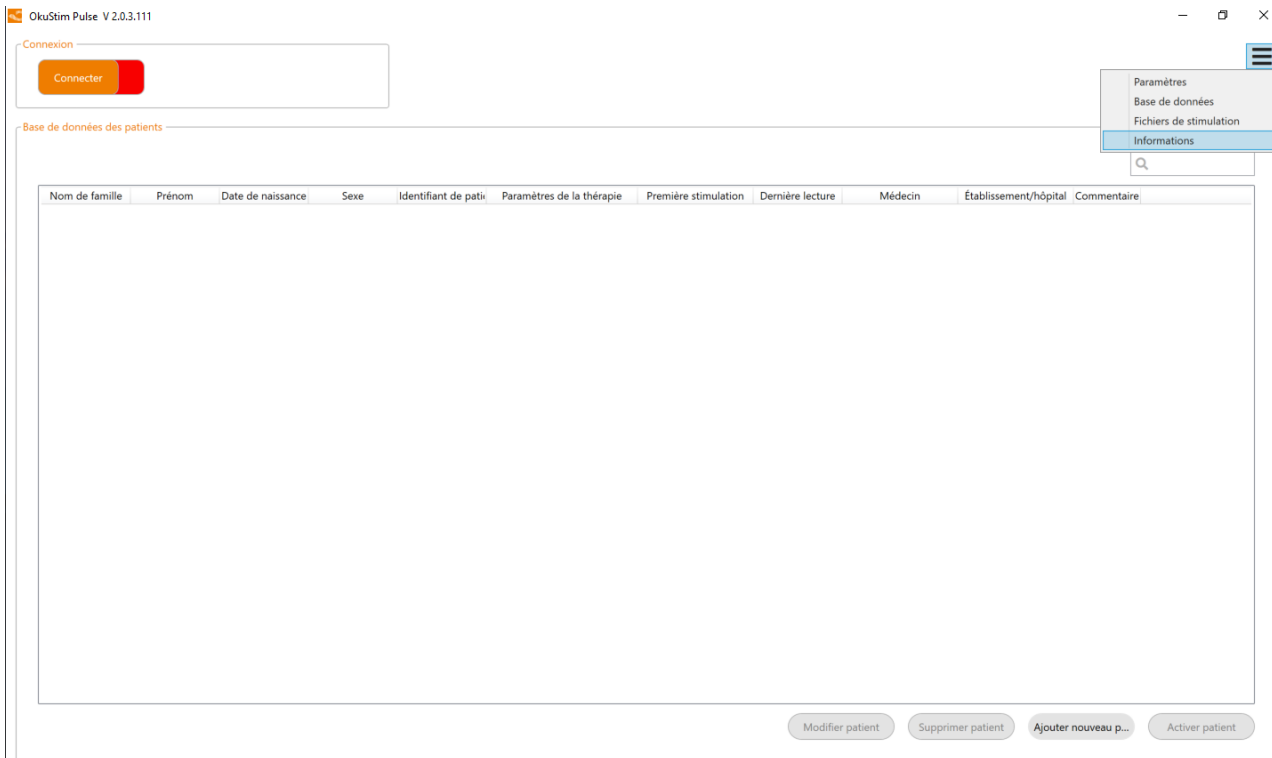 OkuStim Pulse V 2.0.3.111
Connexion
Connecter
Paramètres
Base de données
Fichiers de stimulation
Informations
Base de données des patients
Nom de famille Prénom Date de naissance Sexe Identifiant de patie Paramètres de la thérapie Première stimulation Dernière lecture Médecin Établissement/hôpital Commentaire
Modifier patient Supprimer patient Ajouter nouveau p... Activer patient